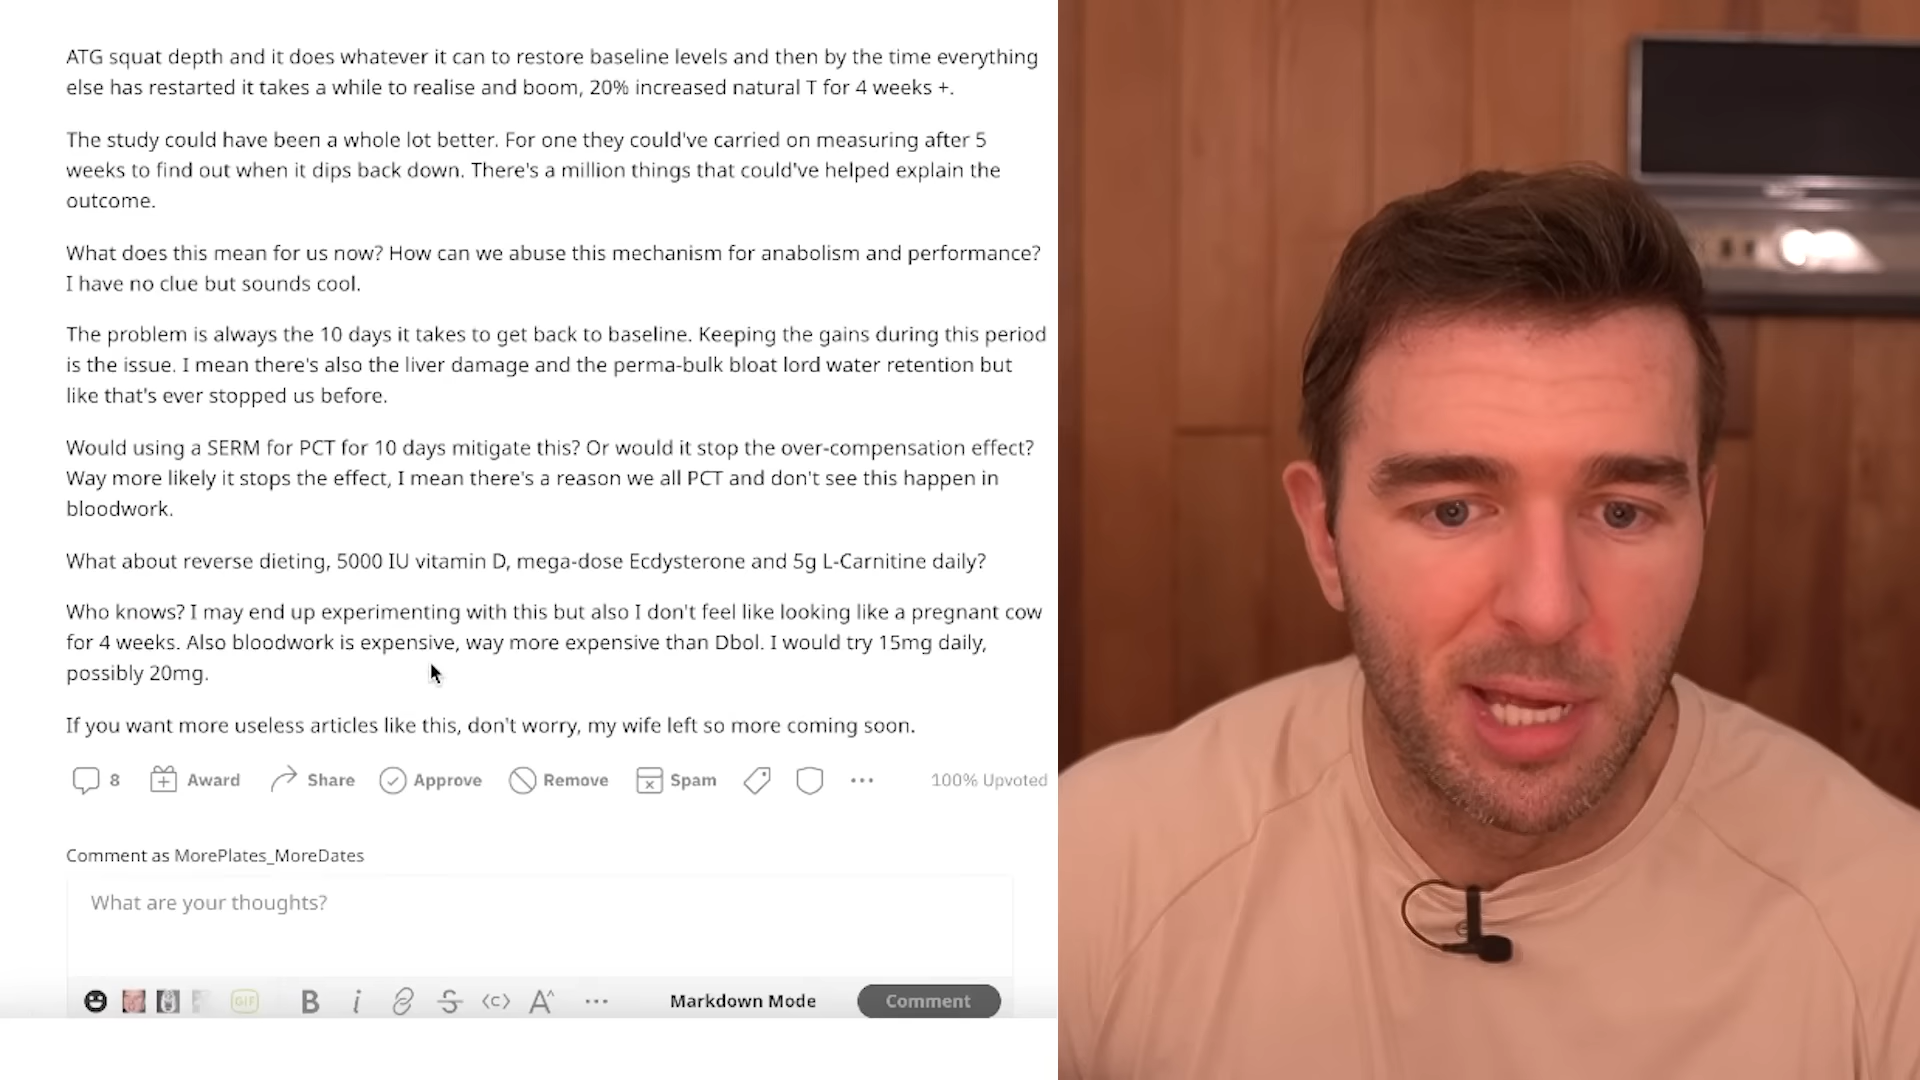 ATG squat depth and it does whatever it can to restore baseline levels and then by the time everything
else has restarted it takes a while to realise and boom, 20% increased natural T for 4 weeks +.
The study could have been a whole lot better. For one they could've carried on measuring after 5
weeks to find out when it dips back down. There's a million things that could've helped explain the
outcome.
What does this mean for us now? How can we abuse this mechanism for anabolism and performance?
I have no clue but sounds cool.
The problem is always the 10 days it takes to get back to baseline. Keeping the gains during this period
is the issue. I mean there's also the liver damage and the perma-bulk bloat lord water retention but
like that's ever stopped us before.
Would using a SERM for PCT for 10 days mitigate this? Or would it stop the over-compensation effect?
Way more likely it stops the effect, I mean there's a reason we all PCT and don't see this happen in
bloodwork.
What about reverse dieting, 5000 IU vitamin D, mega-dose Ecdysterone and 5g L-Carnitine daily?
Who knows? I may end up experimenting with this but also I don't feel like looking like a pregnant cow
for 4 weeks. Also bloodwork is expensive, way more expensive than Dbol. I would try 15mg daily,
possibly 20mg.
If you want more useless articles like this, don't worry, my wife left so more coming soon.
8 Award Share Approve Remove Spam 100% Upvoted
Comment as MorePlates_MoreDates
What are your thoughts?
GIF B i S <c> A^ Markdown Mode Comment